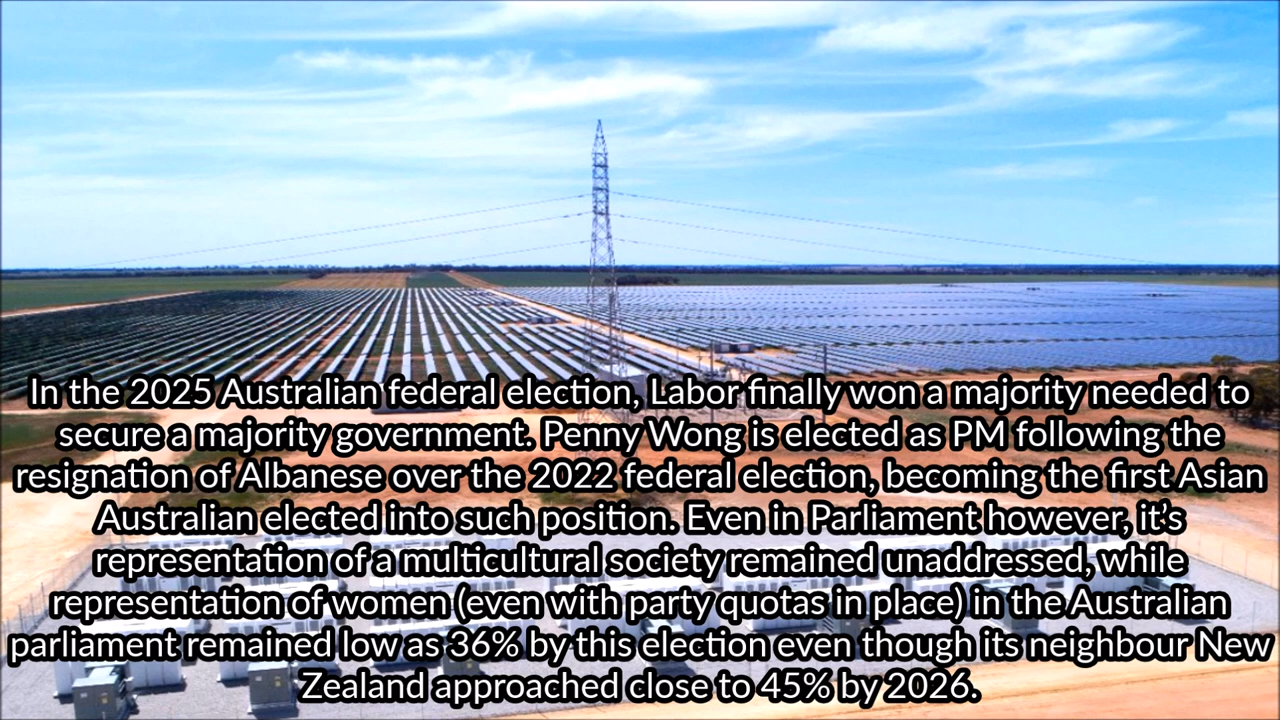 In the 2025 Australian federal election, Labor finally won a majority needed to
secure a majority government. Penny Wong is elected as PM following the
resignation of Albanese over the 2022 federal election, becoming the first Asian
Australian elected into such position. Even in Parliament however, it’s
representation of a multicultural society remained unaddressed, while
representation of women (even with party quotas in place) in the Australian
parliament remained low as 36% by this election even though its neighbour New
Zealand approached close to 45% by 2026.